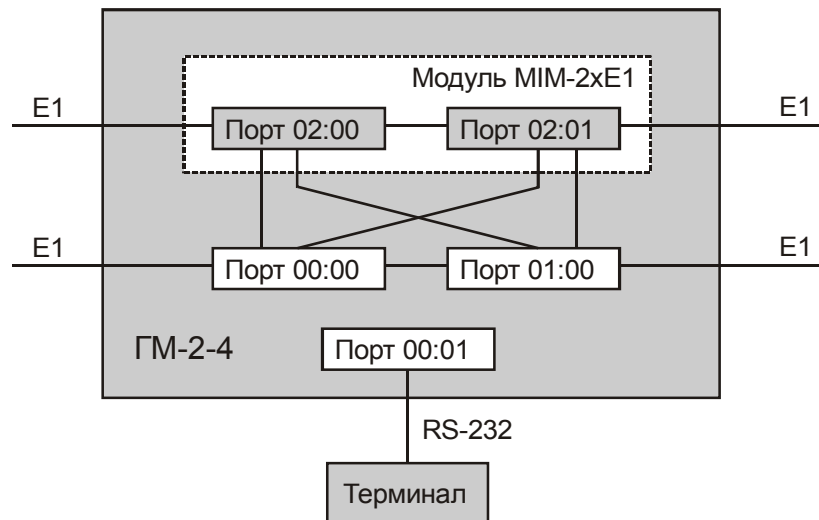 Модуль MIM-2xE1
E1
E1
Порт 02:00
Порт 02:01
E1
E1
Порт 00:00
Порт 01:00
ГМ-2-4
Порт 00:01
RS-232
Терминал